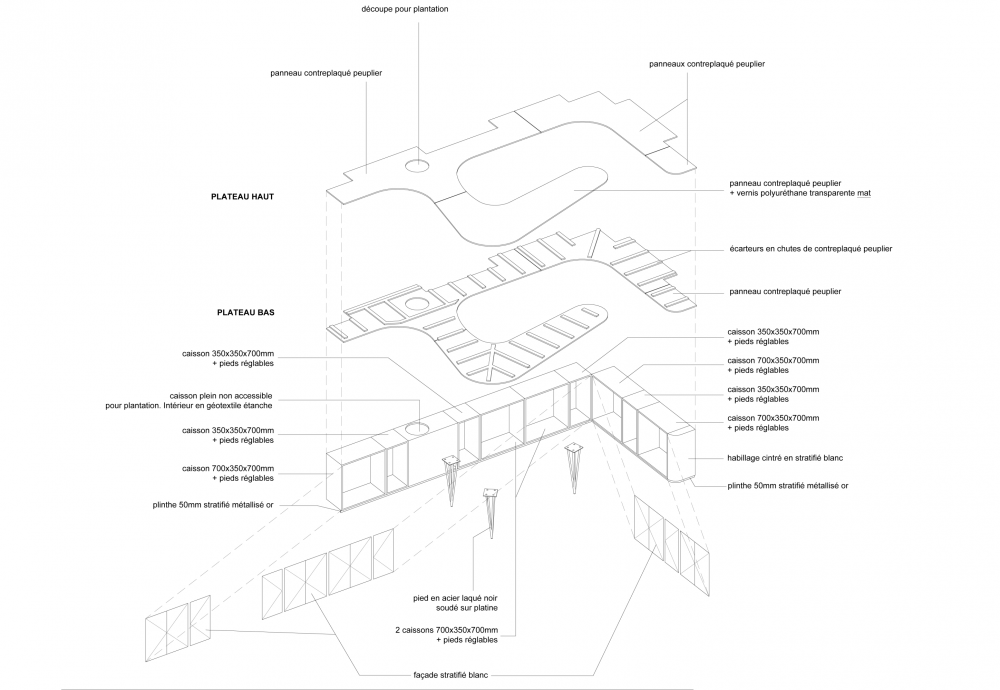 découpe pour plantation
panneaux contreplaqué peuplier
panneau contreplaqué peuplier
panneau contreplaqué peuplier
+ vernis polyuréthane transparente mat
PLATEAU HAUT
écarteurs en chutes de contreplaqué peuplier
panneau contreplaqué peuplier
PLATEAU BAS
caisson 350x350x700mm
+ pieds réglables
caisson 350x350x700mm
+ pieds réglables
caisson 700x350x700mm
+ pieds réglables
caisson plein non accessible
pour plantation. Intérieur en géotextile étanche
caisson 350x350x700mm
+ pieds réglables
caisson 350x350x700mm
+ pieds réglables
caisson 700x350x700mm
+ pieds réglables
habillage cintré en stratifié blanc
caisson 700x350x700mm
+ pieds réglables
plinthe 50mm stratifié métallisé or
plinthe 50mm stratifié métallisé or
pied en acier laqué noir
soudé sur platine
2 caissons 700x350x700mm
+ pieds réglables
façade stratifié blanc